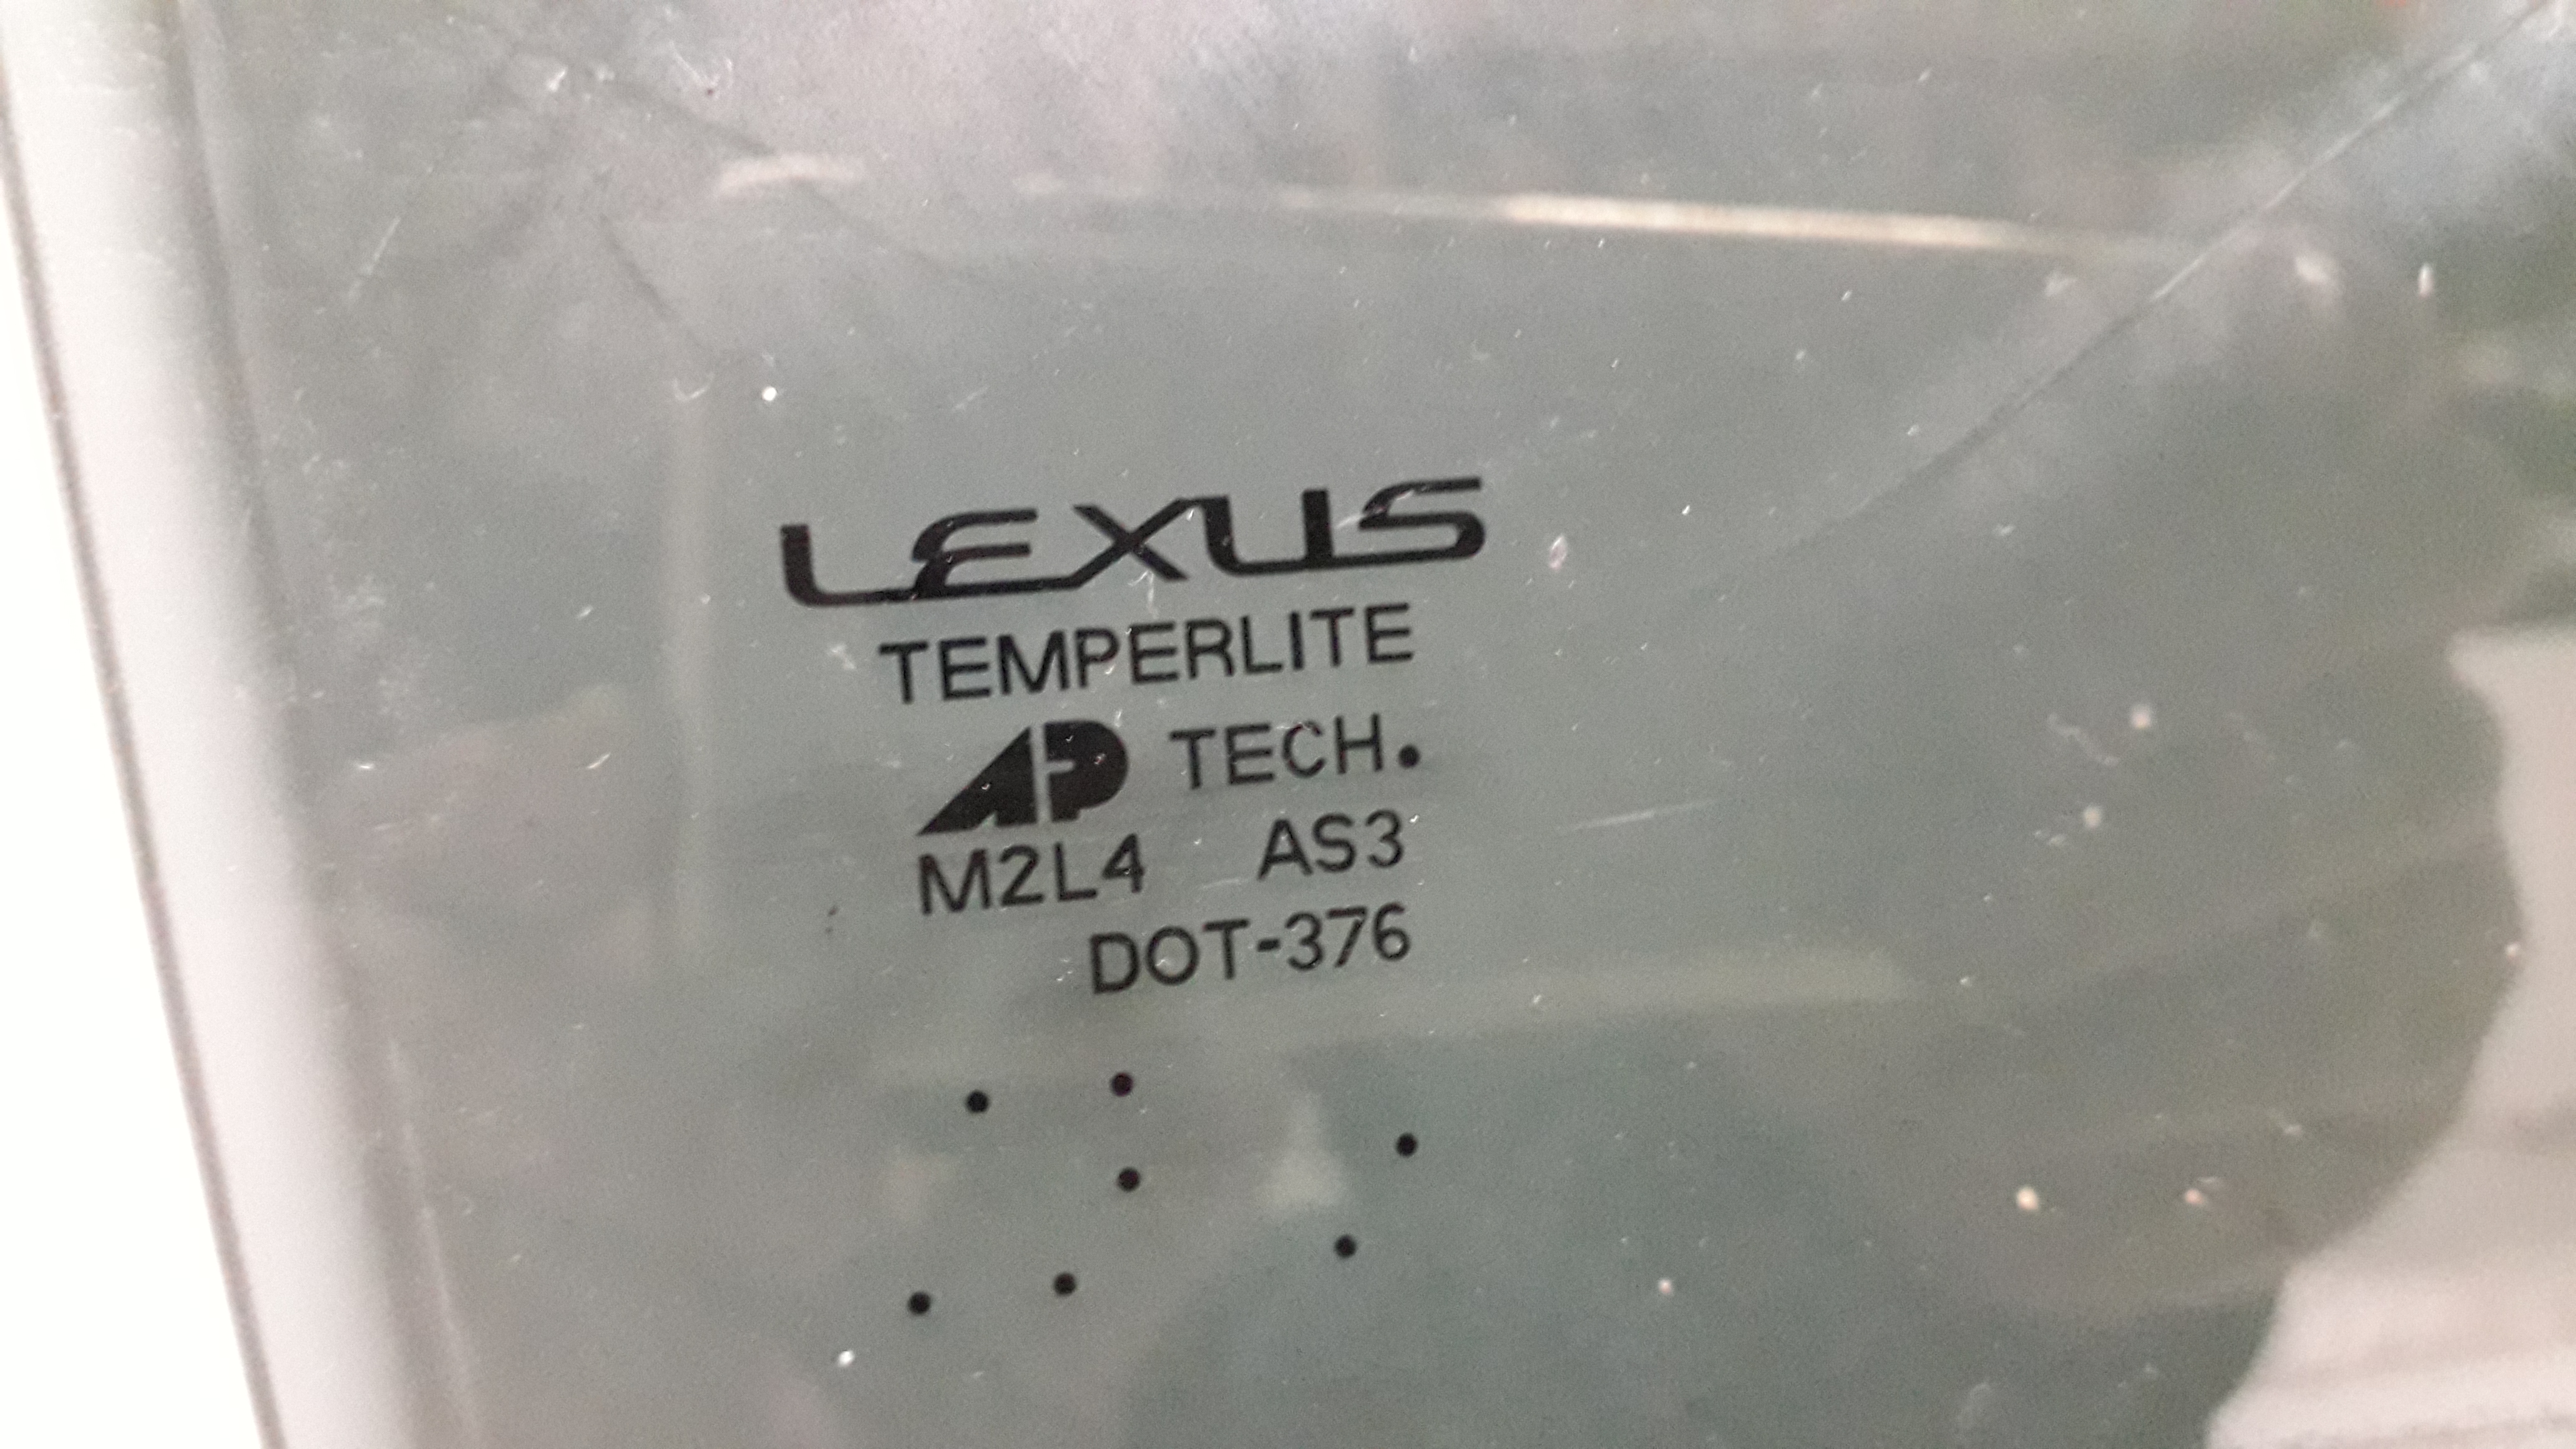 LEXUS
TEMPERLITE
AP TECH.
M2L4 AS3
DOT-376